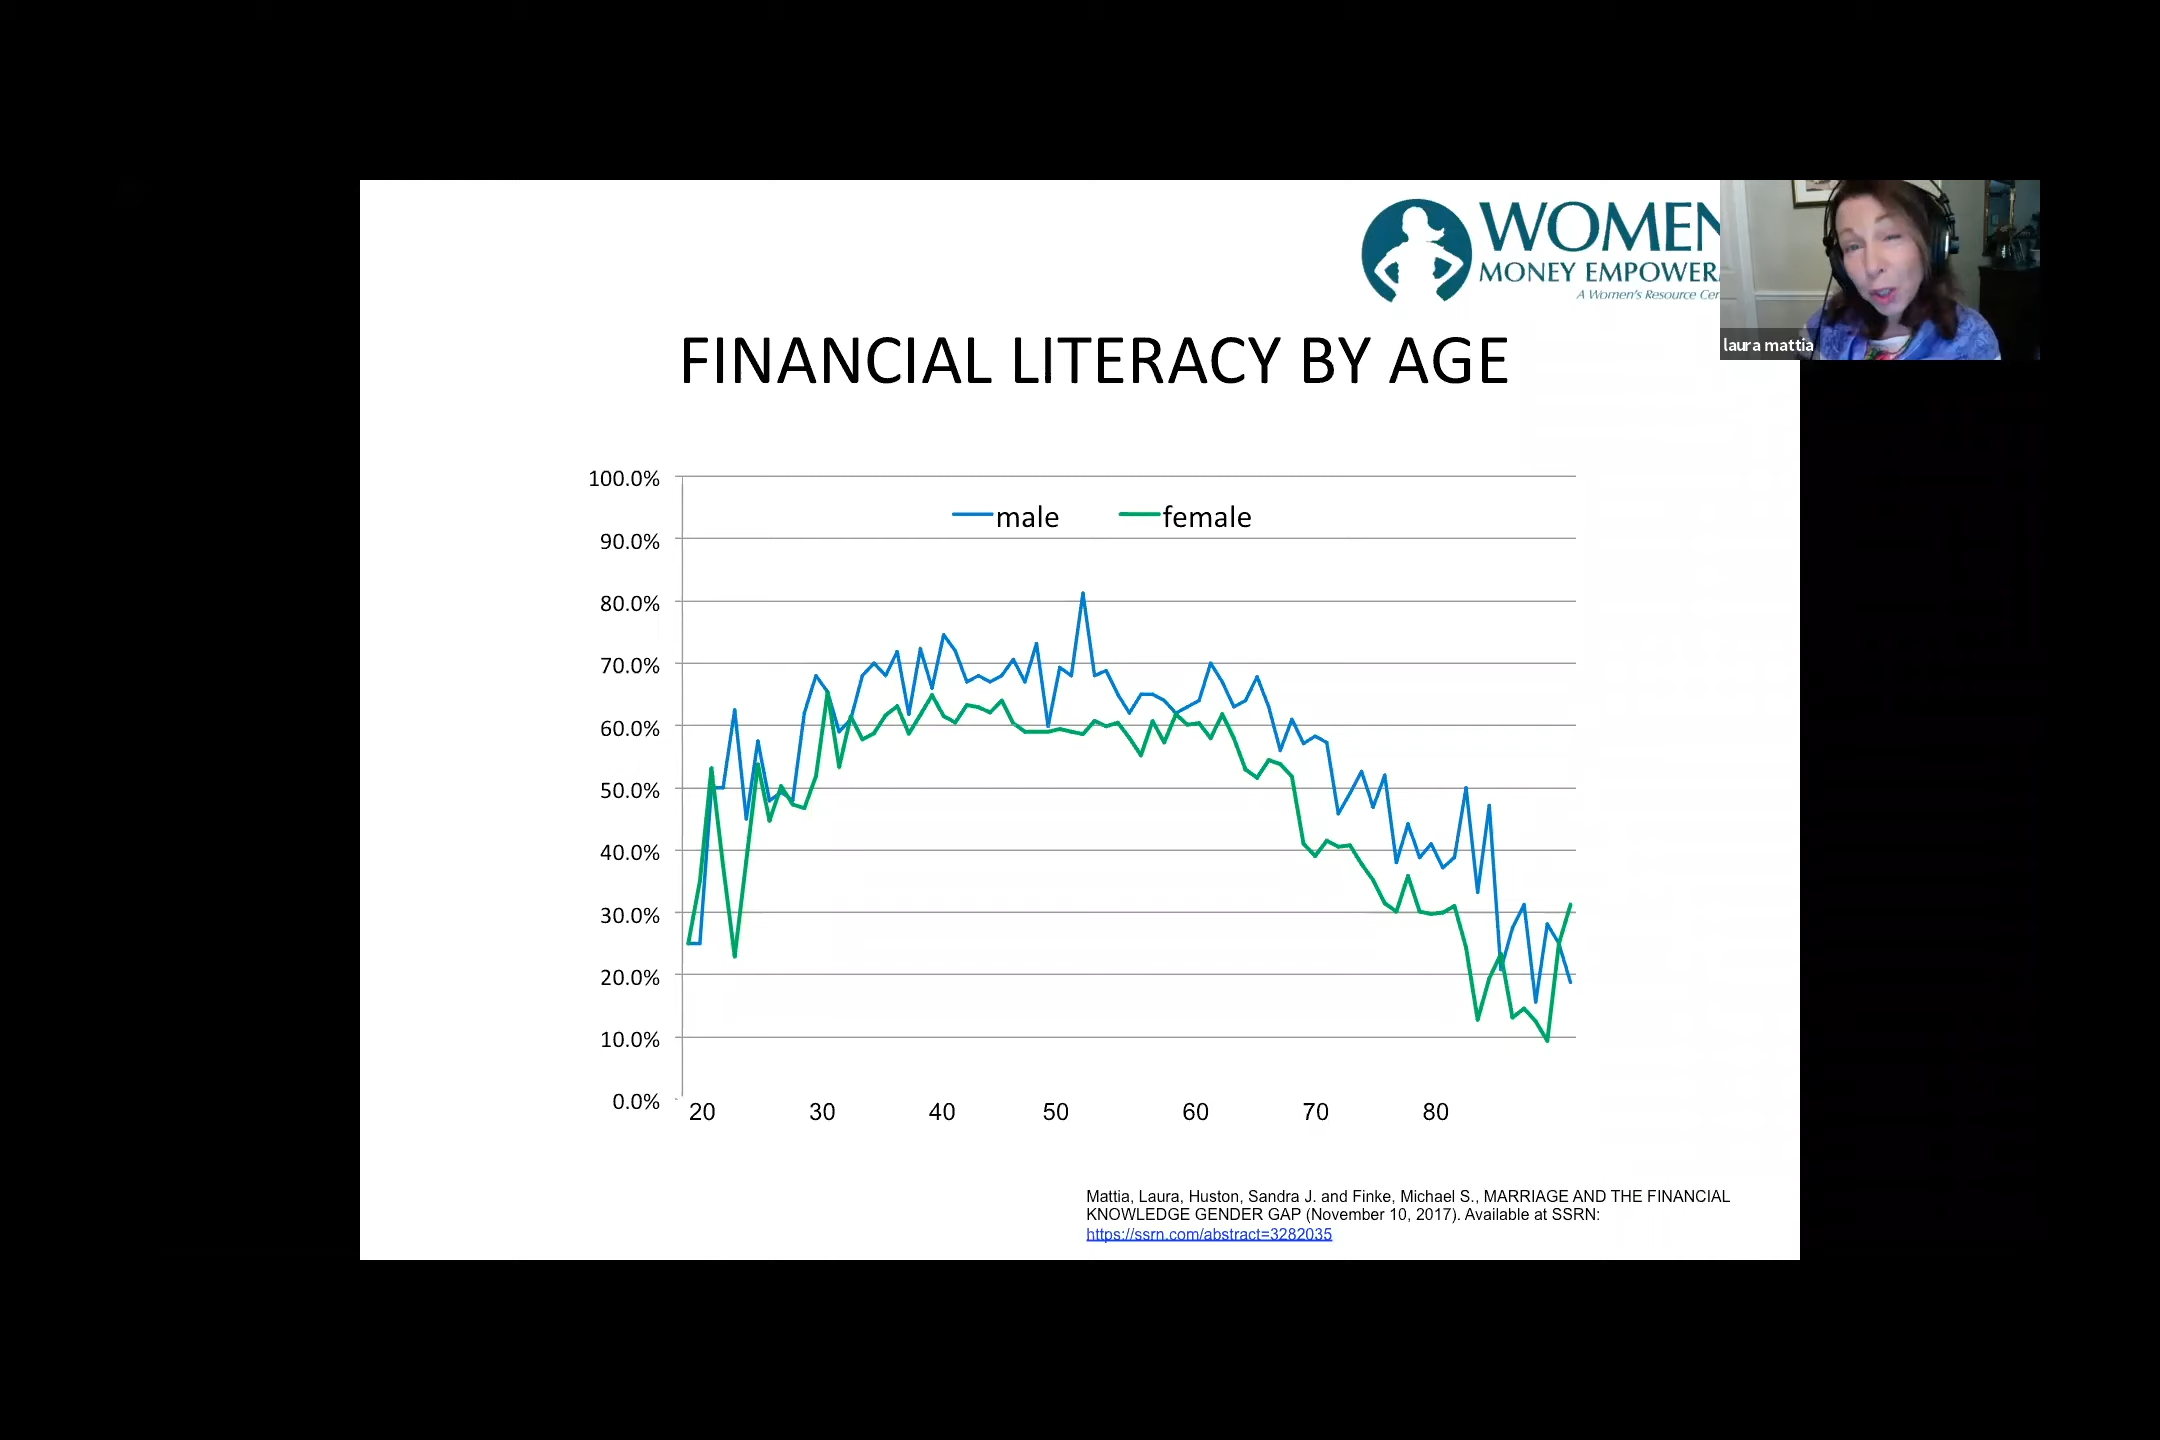 WOMEN
MONEY EMPOWER
A Women's Resource Cen
laura mattia
FINANCIAL LITERACY BY AGE
male female
100.0%
90.0%
80.0%
70.0%
60.0%
50.0%
40.0%
30.0%
20.0%
10.0%
0.0%
20 30 40 50 60 70 80
Mattia, Laura, Huston, Sandra J. and Finke, Michael S., MARRIAGE AND THE FINANCIAL
KNOWLEDGE GENDER GAP (November 10, 2017). Available at SSRN:
https://ssrn.com/abstract=3282035